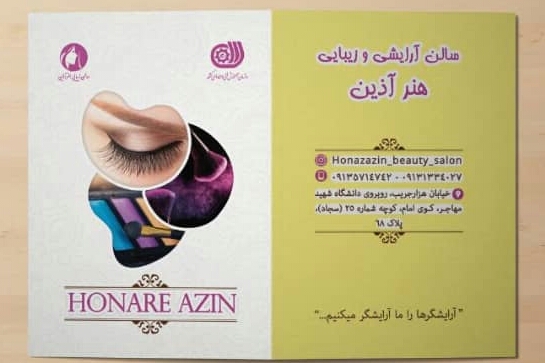 سالن آرایشی و زیبایی
هنر آذین
Honazazin_beauty_salon
۰۹۱۳۵۷۱۴۷۴۲ - ۰۹۱۳۱۳۳۴۰۲۷
خیابان هزارجریب، روبروی دانشگاه شهید
مهاجر، کوی امام، کوچه شماره ۲۵ (سجاد)،
پلاک ۶۸
"آرایشگرها را ما آرایشگر میکنیم..."
HONARE AZIN